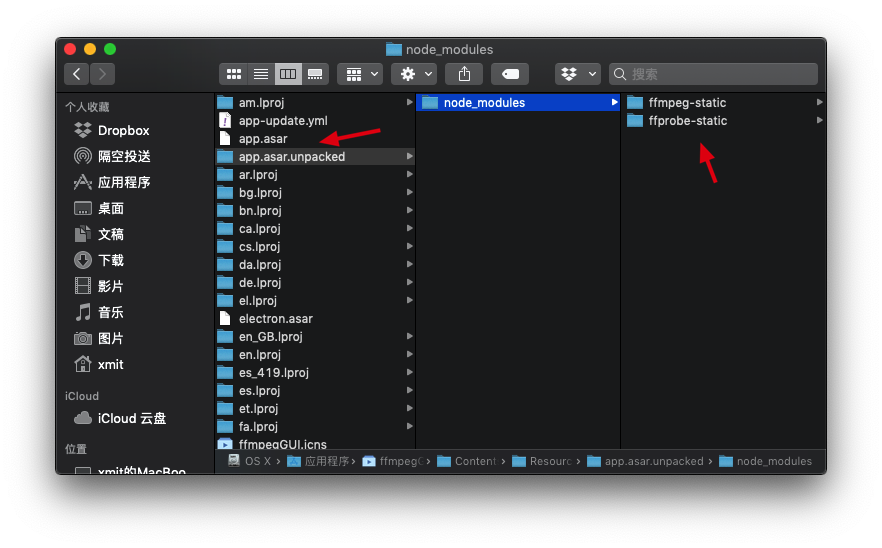 node_modules
搜索
个人收藏
Dropbox
隔空投送
应用程序
桌面
文稿
下载
影片
音乐
图片
xmit
iCloud
iCloud 云盘
位置
xmit的MacBoo
am.lproj
app-update.yml
app.asar
app.asar.unpacked
ar.lproj
bg.lproj
bn.lproj
ca.lproj
cs.lproj
da.lproj
de.lproj
el.lproj
electron.asar
en_GB.lproj
en.lproj
es_419.lproj
es.lproj
et.lproj
fa.lproj
ffmpegGUI.icns
node_modules
ffmpeg-static
ffprobe-static
OS X › 应用程序 › ffmpegG › Content › Resourc › app.asar.unpacked › node_modules